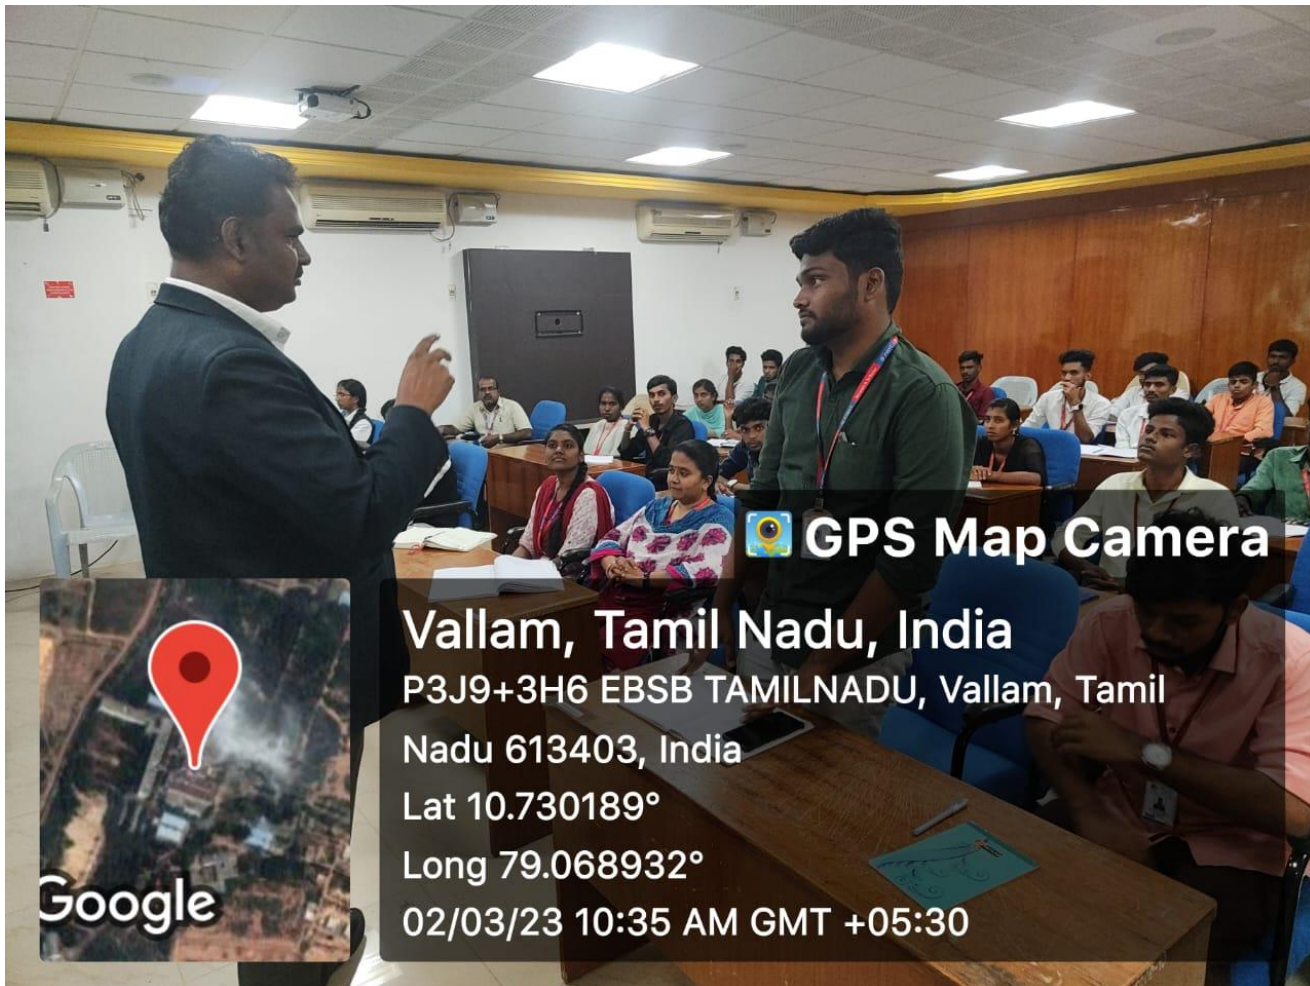 GPS Map Camera
Vallam, Tamil Nadu, India
P3J9+3H6 EBSB TAMILNADU, Vallam, Tamil
Nadu 613403, India
Lat 10.730189°
Long 79.068932°
02/03/23 10:35 AM GMT +05:30
Google